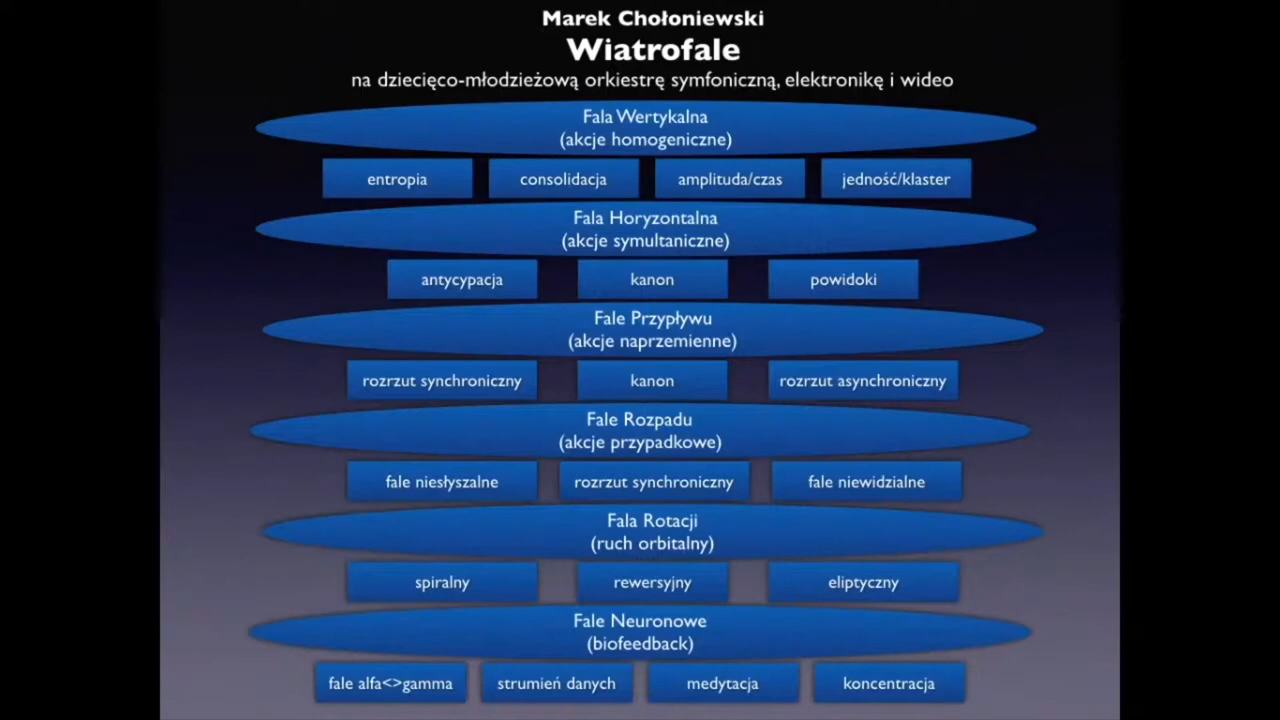 Marek Chołoniewski
Wiatrofale
na dziecięco-młodzieżową orkiestrę symfoniczną, elektronikę i wideo
Fala Wertykalna
(akcje homogeniczne)
entropia
konsolidacja
amplituda/czas
jedność/klaster
Fala Horyzontalna
(akcje symultaniczne)
antycypacja
kanon
powidoki
Fale Przypływu
(akcje naprzemienne)
rozrzut synchroniczny
kanon
rozrzut asynchroniczny
Fale Rozpadu
(akcje przypadkowe)
fale niesłyszalne
rozrzut synchroniczny
fale niewidzialne
Fala Rotacji
(ruch orbitalny)
spiralny
rewersyjny
eliptyczny
Fale Neuronowe
(biofeedback)
fale alfa<>gamma
strumień danych
medytacja
koncentracja